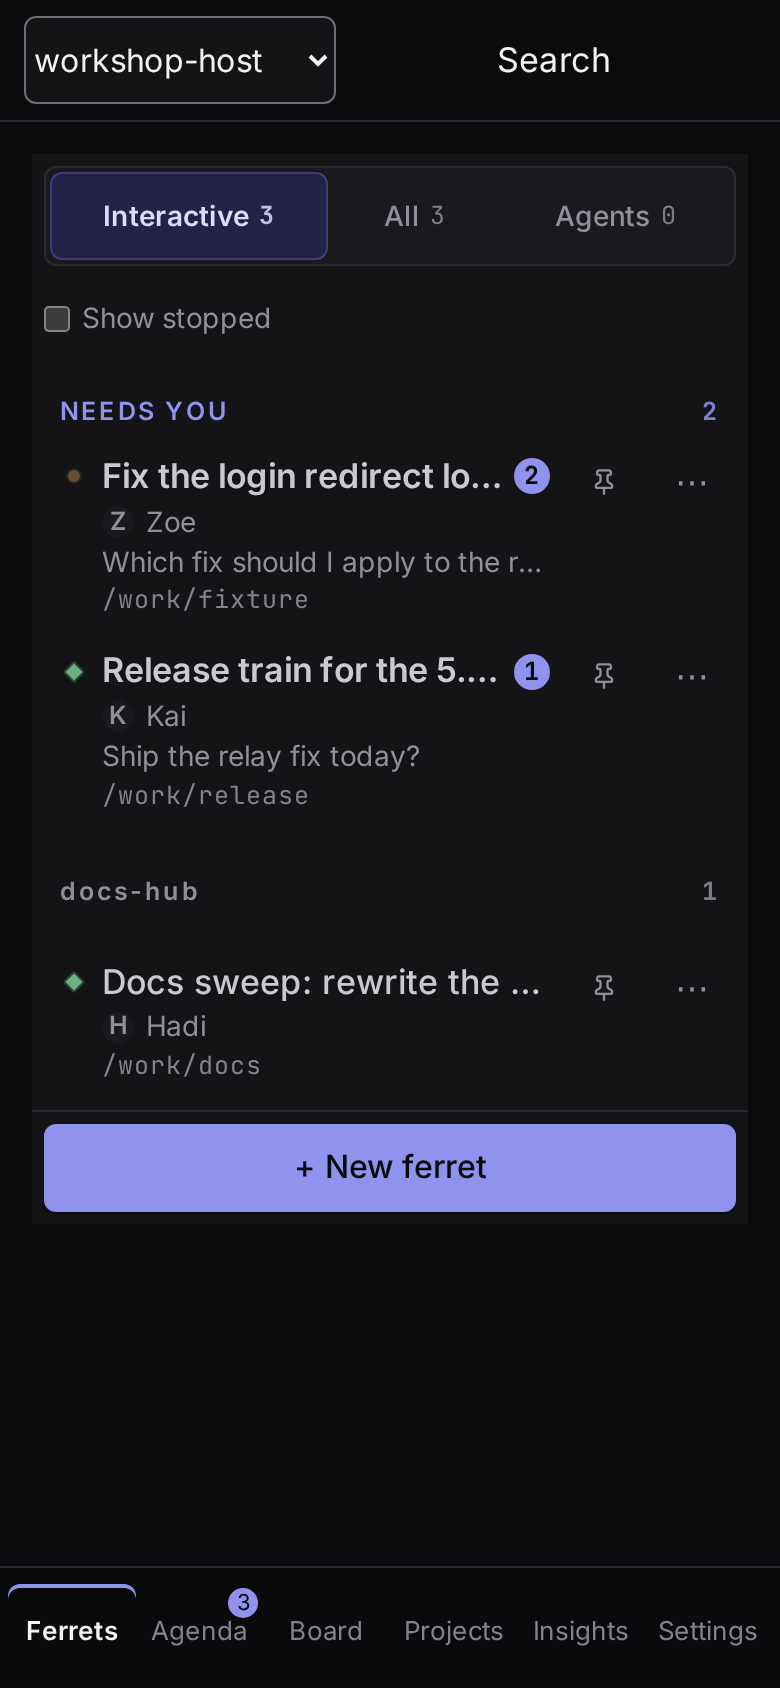 workshop-host Search
Interactive 3 All 3 Agents 0
Show stopped
NEEDS YOU 2
Fix the login redirect lo... 2 ...
Z Zoe
Which fix should I apply to the r...
/work/fixture
Release train for the 5.... 1 ...
K Kai
Ship the relay fix today?
/work/release
docs-hub 1
Docs sweep: rewrite the ... ...
H Hadi
/work/docs
+ New ferret
3
Ferrets Agenda Board Projects Insights Settings